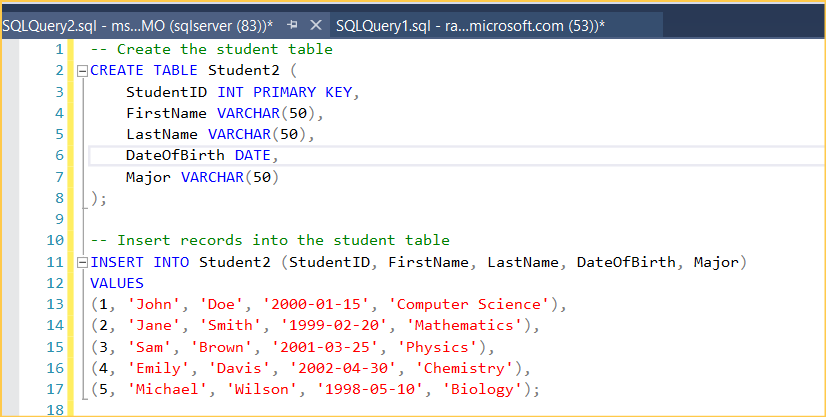 SQLQuery2.sql - ms...MO (sqlserver (83))* SQLQuery1.sql - ra...microsoft.com (53))*
1 -- Create the student table
2 CREATE TABLE Student2 (
3 StudentID INT PRIMARY KEY,
4 FirstName VARCHAR(50),
5 LastName VARCHAR(50),
6 DateOfBirth DATE,
7 Major VARCHAR(50)
8 );
9
10 -- Insert records into the student table
11 INSERT INTO Student2 (StudentID, FirstName, LastName, DateOfBirth, Major)
12 VALUES
13 (1, 'John', 'Doe', '2000-01-15', 'Computer Science'),
14 (2, 'Jane', 'Smith', '1999-02-20', 'Mathematics'),
15 (3, 'Sam', 'Brown', '2001-03-25', 'Physics'),
16 (4, 'Emily', 'Davis', '2002-04-30', 'Chemistry'),
17 (5, 'Michael', 'Wilson', '1998-05-10', 'Biology');
18